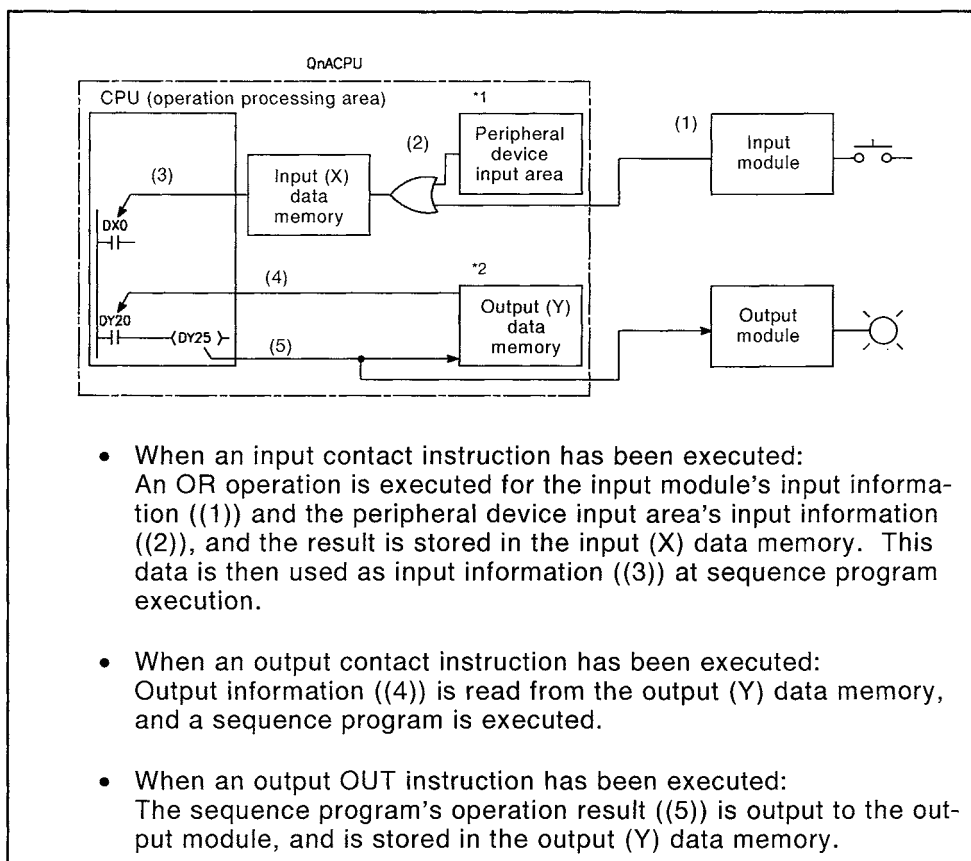 QnACPU
CPU (operation processing area)
*1
Peripheral
device
input area
(1)
Input
module
(2)
Input (X)
data
memory
(3)
DX0
(4)
*2
DY20
DY25
(5)
Output (Y)
data
memory
Output
module
• When an input contact instruction has been executed:
An OR operation is executed for the input module's input informa-
tion ((1)) and the peripheral device input area's input information
((2)), and the result is stored in the input (X) data memory. This
data is then used as input information ((3)) at sequence program
execution.
• When an output contact instruction has been executed:
Output information ((4)) is read from the output (Y) data memory,
and a sequence program is executed.
• When an output OUT instruction has been executed:
The sequence program's operation result ((5)) is output to the out-
put module, and is stored in the output (Y) data memory.